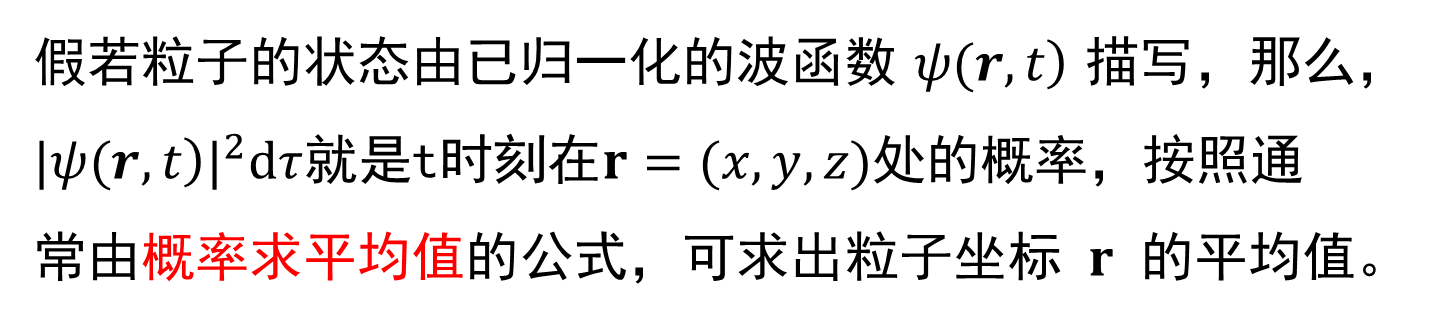 假若粒子的状态由已归一化的波函数 ψ(r,t) 描写，那么，
|ψ(r,t)|²dτ就是t时刻在r = (x,y,z)处的概率，按照通
常由概率求平均值的公式，可求出粒子坐标 r 的平均值。